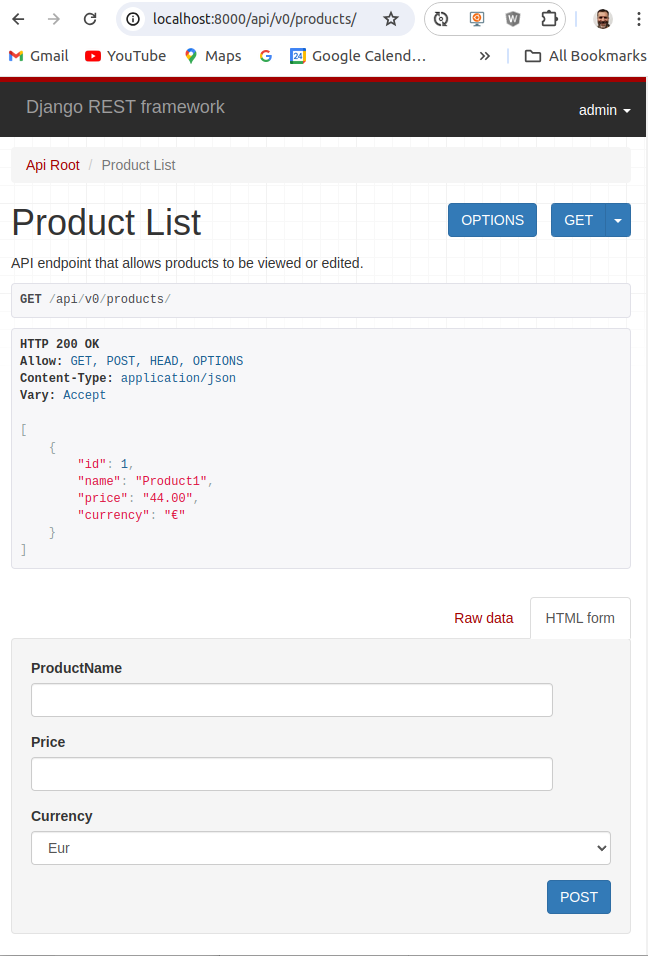 localhost:8000/api/v0/products/
Gmail YouTube Maps Google Calend… » All Bookmarks
Django REST framework
admin
Api Root / Product List
Product List
OPTIONS GET
API endpoint that allows products to be viewed or edited.
GET /api/v0/products/
HTTP 200 OK
Allow: GET, POST, HEAD, OPTIONS
Content-Type: application/json
Vary: Accept
[
{
"id": 1,
"name": "Product1",
"price": "44.00",
"currency": "€"
}
]
Raw data HTML form
ProductName
Price
Currency
Eur
POST